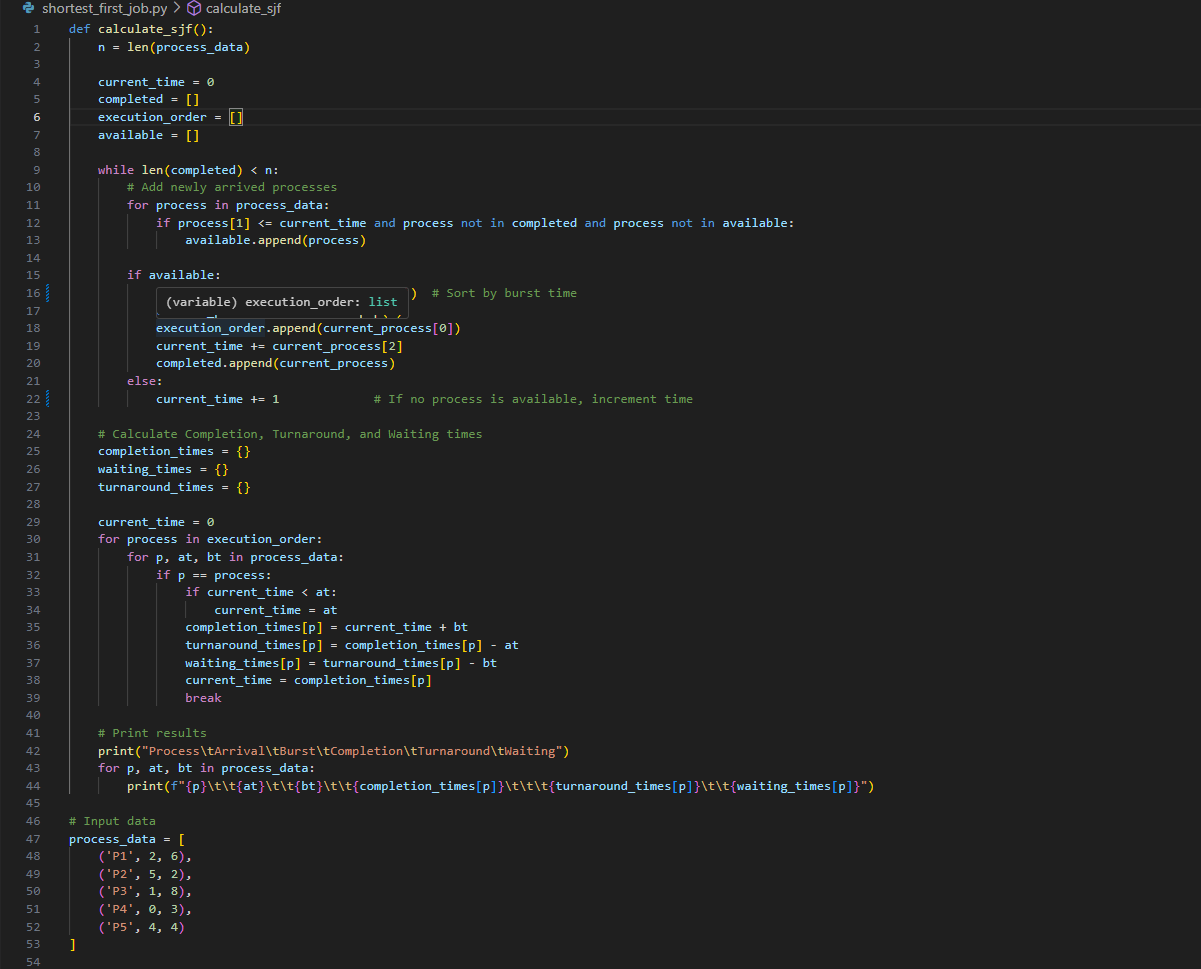 shortest_first_job.py > calculate_sjf
1 def calculate_sjf():
2     n = len(process_data)
3
4     current_time = 0
5     completed = []
6     execution_order = []
7     available = []
8
9     while len(completed) < n:
10         # Add newly arrived processes
11         for process in process_data:
12             if process[1] <= current_time and process not in completed and process not in available:
13                 available.append(process)
14
15         if available:
16 ) # Sort by burst time
(variable) execution_order: list
17
18             execution_order.append(current_process[0])
19             current_time += current_process[2]
20             completed.append(current_process)
21         else:
22             current_time += 1             # If no process is available, increment time
23
24     # Calculate Completion, Turnaround, and Waiting times
25     completion_times = {}
26     waiting_times = {}
27     turnaround_times = {}
28
29     current_time = 0
30     for process in execution_order:
31         for p, at, bt in process_data:
32             if p == process:
33                 if current_time < at:
34                     current_time = at
35                 completion_times[p] = current_time + bt
36                 turnaround_times[p] = completion_times[p] - at
37                 waiting_times[p] = turnaround_times[p] - bt
38                 current_time = completion_times[p]
39                 break
40
41     # Print results
42     print("Process\tArrival\tBurst\tCompletion\tTurnaround\tWaiting")
43     for p, at, bt in process_data:
44         print(f"{p}\t\t{at}\t\t{bt}\t\t{completion_times[p]}\t\t\t{turnaround_times[p]}\t\t{waiting_times[p]}")
45
46 # Input data
47 process_data = [
48     ('P1', 2, 6),
49     ('P2', 5, 2),
50     ('P3', 1, 8),
51     ('P4', 0, 3),
52     ('P5', 4, 4)
53 ]
54